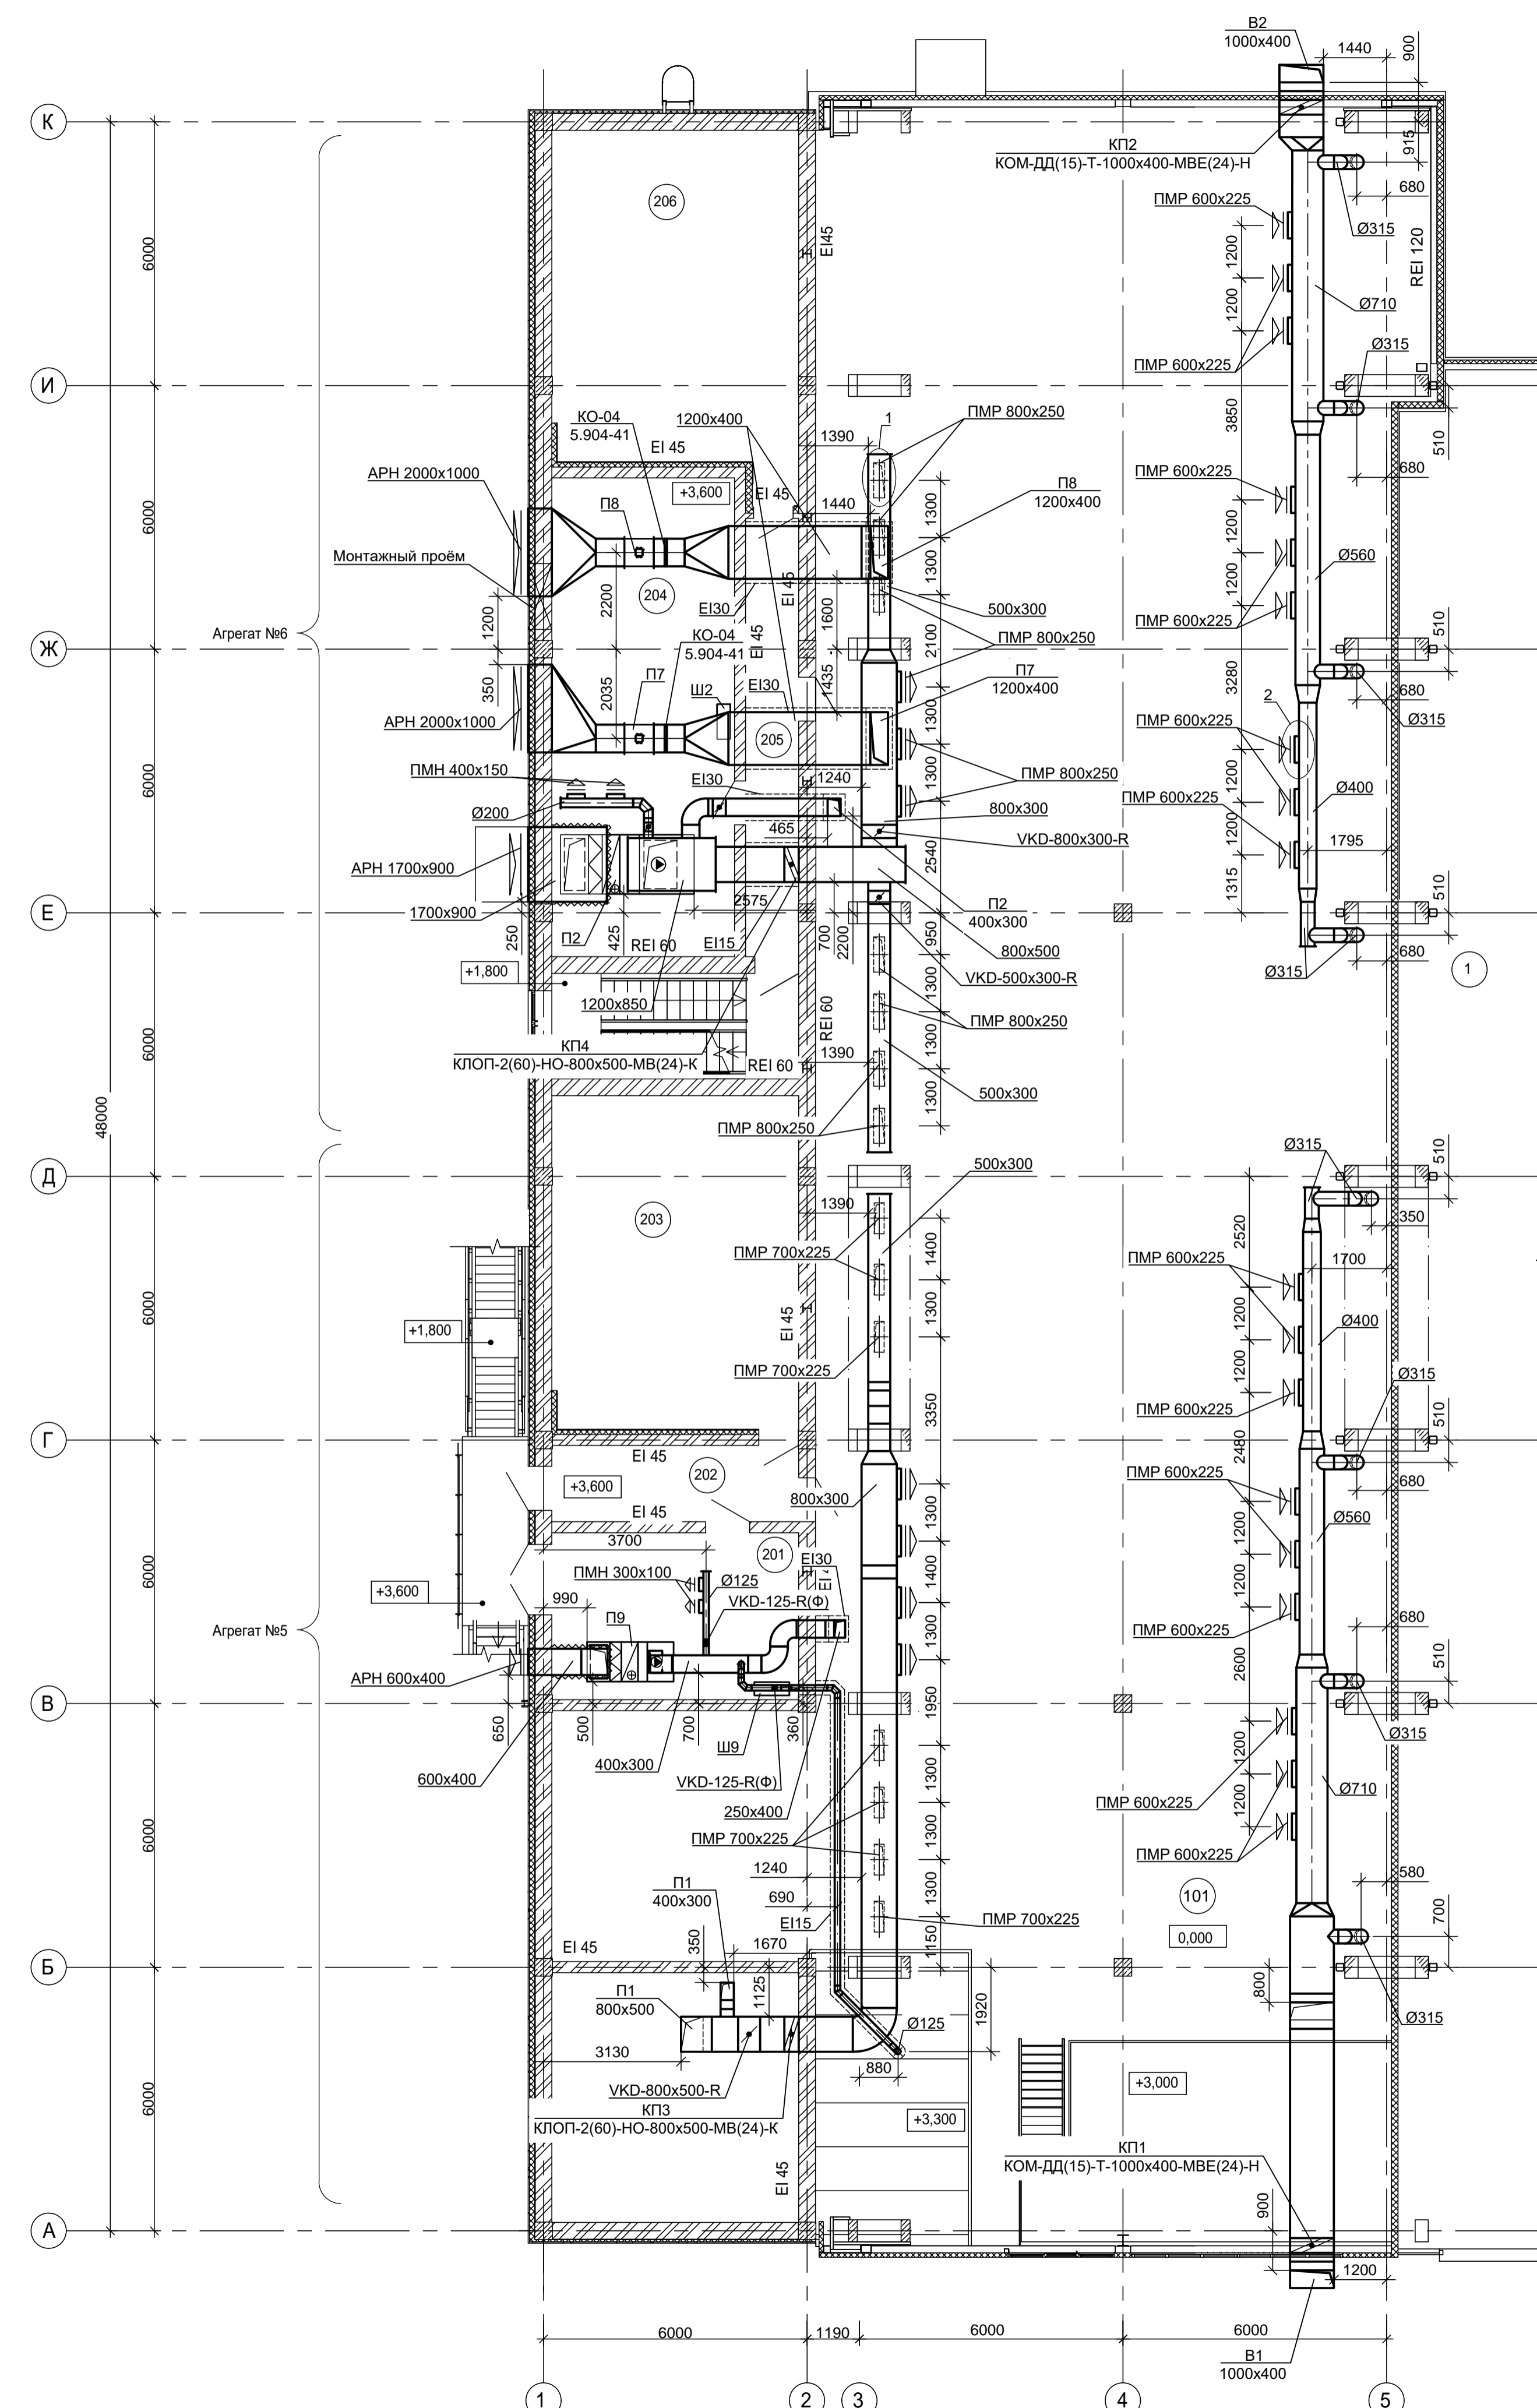 В2
1000х400
1440
900
К
КП2
КОМ-ДД(15)-Т-1000х400-МВЕ(24)-Н
915
680
206
ПМР 600х225
Ø315
6000
EI45
1200
REI 120
1200
Ø710
ПМР 600х225
Ø315
И
КО-04
5.904-41
1200х400
ПМР 800х250
1
1390
3850
510
EI 45
АРН 2000х1000
+3,600
EI 45
П8
1200х400
ПМР 600х225
680
П8
1440
1300
6000
Монтажный проём
1200
Ø560
1300
204
2200
EI 45
1200
EI30
1600
500х300
1200
Агрегат №6
КО-04
5.904-41
EI 45
ПМР 800х250
ПМР 600х225
510
Ж
2100
350
2035
П7
Ш2
EI30
1435
П7
1200х400
3280
680
2
АРН 2000х1000
1300
ПМР 600х225
Ø315
205
ПМН 400х150
EI30
1240
ПМР 800х250
1200
6000
1300
ПМР 600х225
Ø400
Ø200
465
800х300
1200
1795
АРН 1700х900
VKD-800х300-R
2540
1315
510
Е
1700х900
2575
П2
400х300
250
П2
425
REI 60
EI15
700
2200
950
800х500
680
+1,800
Ø315
1
VKD-500х300-R
1200х850
1300
REI 60
ПМР 800х250
6000
КП4
КЛОП-2(60)-НО-800х500-МВ(24)-К
REI 60
1390
1300
500х300
48000
1300
ПМР 800х250
Ø315
510
Д
500х300
203
1390
350
2520
ПМР 700х225
1400
ПМР 600х225
1700
6000
+1,800
EI 45
1300
1200
Ø400
ПМР 700х225
Ø315
1200
ПМР 600х225
3350
510
Г
EI 45
202
2480
+3,600
800х300
ПМР 600х225
680
EI 45
1300
Ø560
3700
201
EI30
1200
1400
+3,600
ПМН 300х100
Ø125
990
VKD-125-R(Ф)
1200
6000
П9
1300
ПМР 600х225
680
Агрегат №5
2600
510
АРН 600х400
В
1950
650
500
700
360
Ш9
Ø315
400х300
1200
600х400
VKD-125-R(Ф)
1300
ПМР 600х225
Ø710
250х400
1200
6000
ПМР 700х225
1300
ПМР 600х225
1240
580
П1
400х300
101
690
1300
EI15
ПМР 700х225
700
EI 45
350
1670
1150
0,000
Б
П1
800х500
1125
1920
800
Ø125
Ø315
3130
880
+3,000
VKD-800х500-R
6000
КП3
КЛОП-2(60)-НО-800х500-МВ(24)-К
+3,300
КП1
КОМ-ДД(15)-Т-1000х400-МВЕ(24)-Н
EI 45
900
А
1200
6000
1190
6000
6000
В1
1000х400
1
2
3
4
5